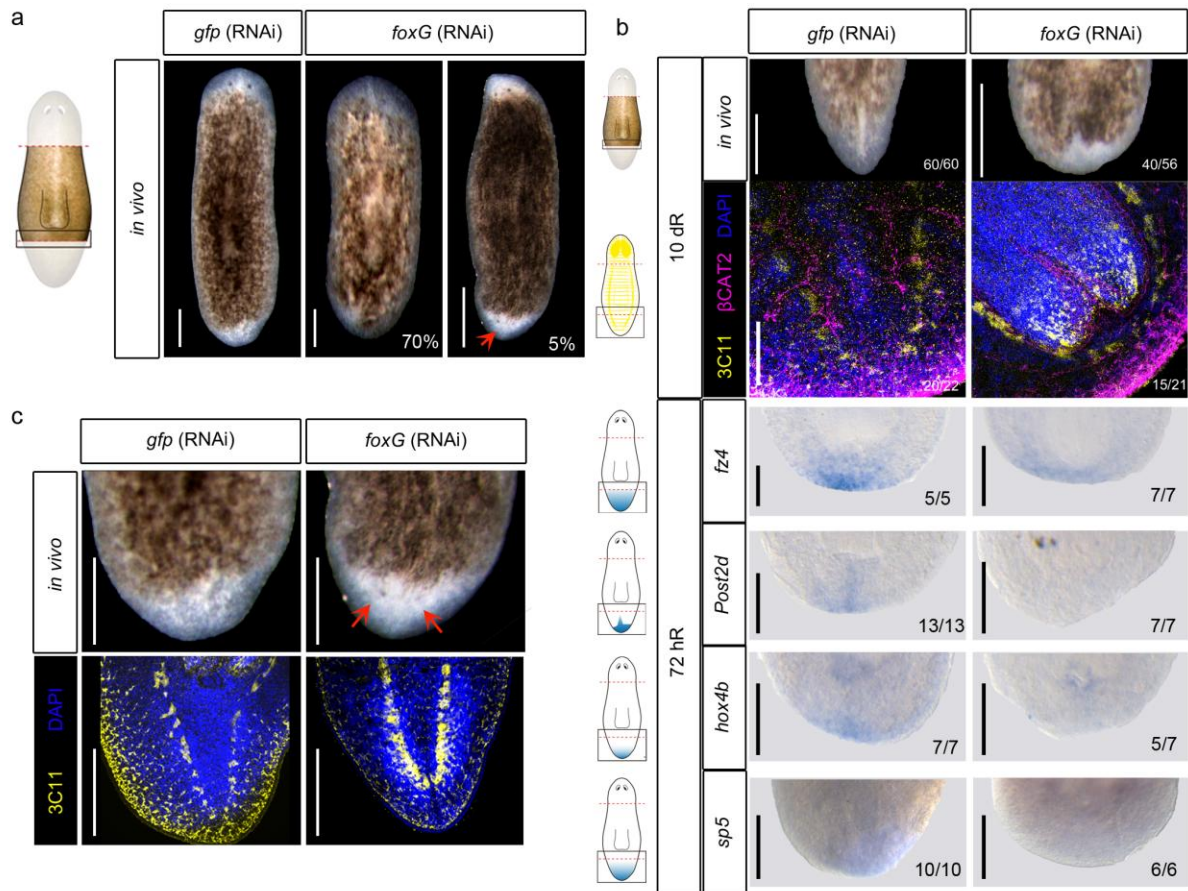 a
gfp (RNAi)
foxG (RNAi)
in vivo
70%
5%
b
gfp (RNAi)
foxG (RNAi)
10 dR
in vivo
60/60
40/56
3C11 βCAT2 DAPI
20/22
15/21
72 hR
fz4
5/5
7/7
Post2d
13/13
7/7
hox4b
7/7
5/7
sp5
10/10
6/6
c
gfp (RNAi)
foxG (RNAi)
in vivo
3C11 DAPI